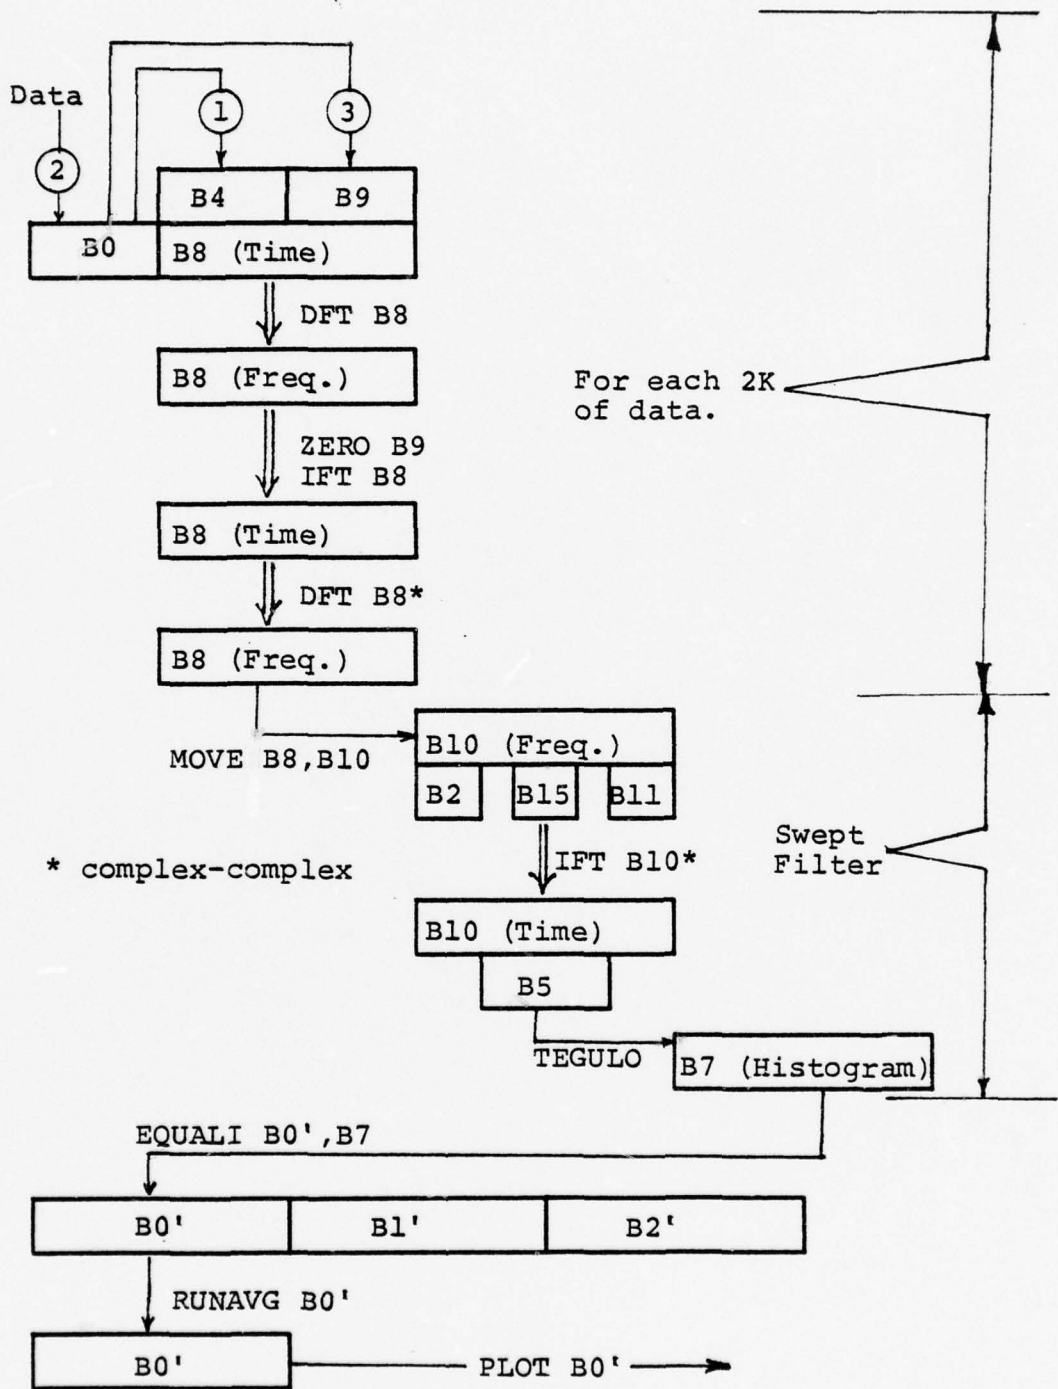 Data
1
3
2
B4
B9
B0
B8 (Time)
DFT B8
B8 (Freq.)
For each 2K
of data.
ZERO B9
IFT B8
B8 (Time)
DFT B8*
B8 (Freq.)
MOVE B8,B10
B10 (Freq.)
B2
B15
B11
* complex-complex
IFT B10*
Swept
Filter
B10 (Time)
B5
TEGULO
B7 (Histogram)
EQUALI B0',B7
B0'
B1'
B2'
RUNAVG B0'
B0'
PLOT B0'